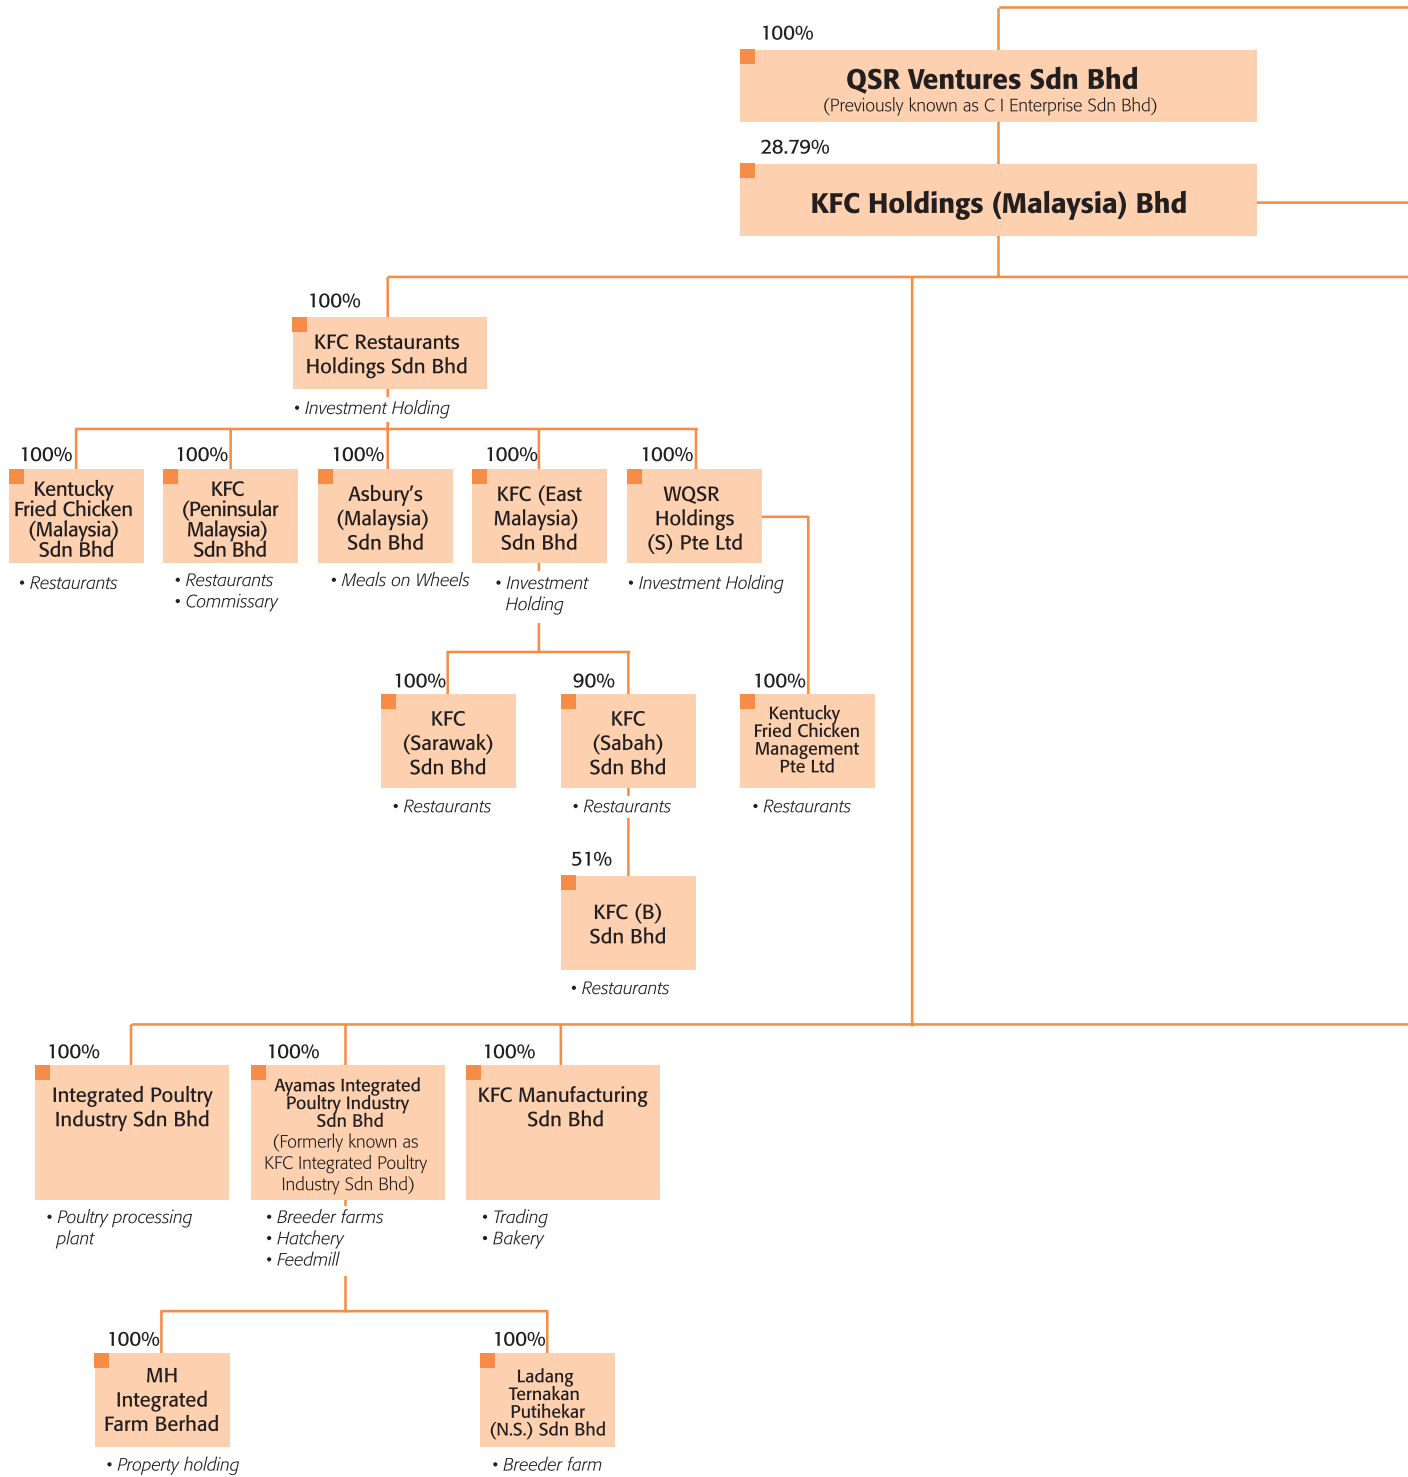 100%
QSR Ventures Sdn Bhd
(Previously known as C I Enterprise Sdn Bhd)
28.79%
KFC Holdings (Malaysia) Bhd
100%
KFC Restaurants
Holdings Sdn Bhd
• Investment Holding
100%
Kentucky
Fried Chicken
(Malaysia)
Sdn Bhd
• Restaurants
100%
KFC
(Peninsular
Malaysia)
Sdn Bhd
• Restaurants
• Commissary
100%
Asbury's
(Malaysia)
Sdn Bhd
• Meals on Wheels
100%
KFC (East
Malaysia)
Sdn Bhd
• Investment
Holding
100%
WQSR
Holdings
(S) Pte Ltd
• Investment Holding
100%
KFC
(Sarawak)
Sdn Bhd
• Restaurants
90%
KFC
(Sabah)
Sdn Bhd
• Restaurants
100%
Kentucky
Fried Chicken
Management
Pte Ltd
• Restaurants
51%
KFC (B)
Sdn Bhd
• Restaurants
100%
Integrated Poultry
Industry Sdn Bhd
• Poultry processing
plant
100%
Ayamas Integrated
Poultry Industry
Sdn Bhd
(Formerly known as
KFC Integrated Poultry
Industry Sdn Bhd)
• Breeder farms
• Hatchery
• Feedmill
100%
KFC Manufacturing
Sdn Bhd
• Trading
• Bakery
100%
MH
Integrated
Farm Berhad
• Property holding
100%
Ladang
Ternakan
Putihekar
(N.S.) Sdn Bhd
• Breeder farm